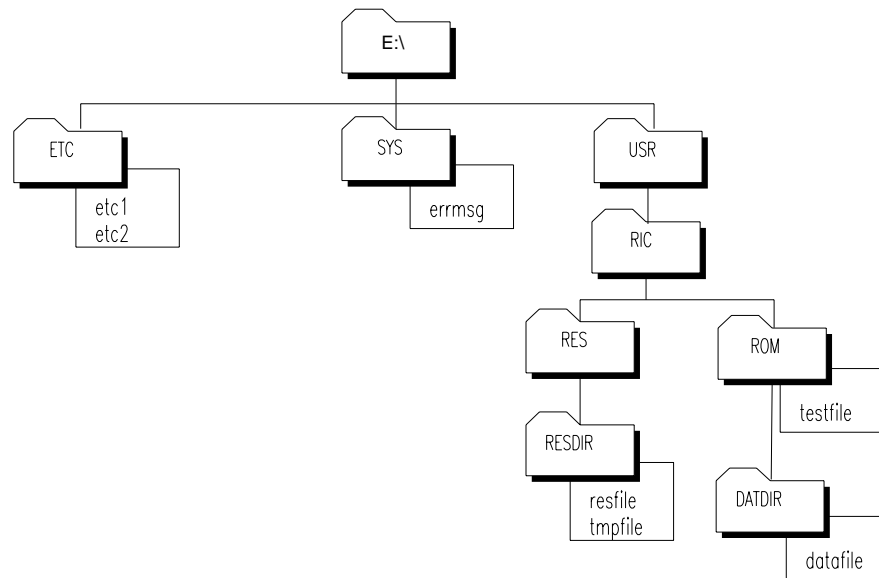 E:\
ETC
SYS
USR
etc1
etc2
errmsg
RIC
RES
ROM
testfile
RESDIR
DATDIR
resfile
tmpfile
datafile